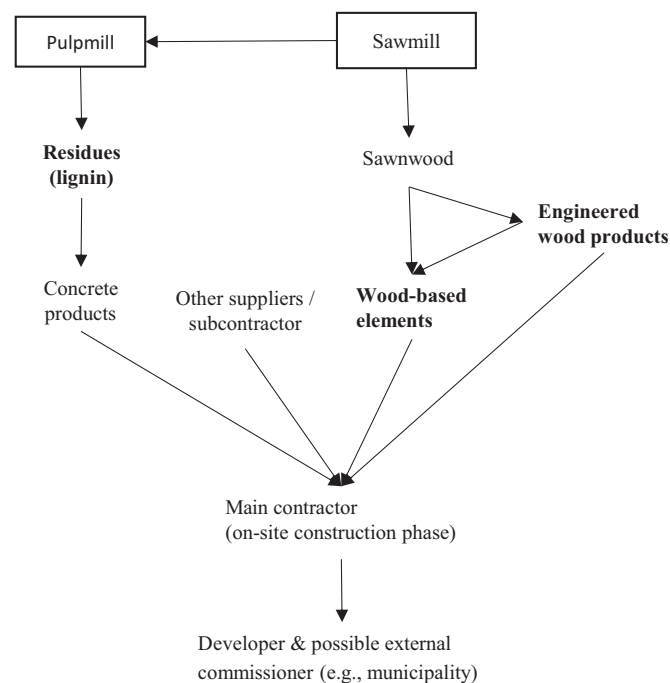 Pulpmill
Sawmill
Residues
(lignin)
Sawnwood
Engineered
wood products
Concrete
products
Other suppliers /
subcontractor
Wood-based
elements
Main contractor
(on-site construction phase)
Developer & possible external
commissioner (e.g., municipality)